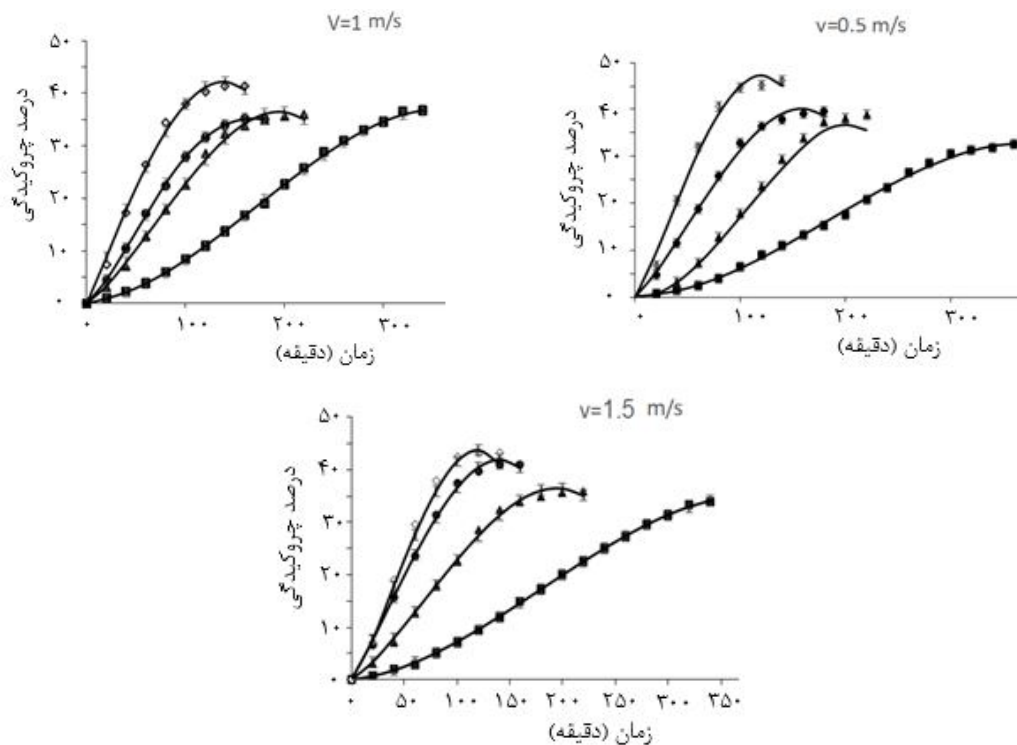 V=1 m/s
۵۰
۴۰
۳۰
۲۰
۱۰
۰
درصد چروکیدگی
۰ ۱۰۰ ۲۰۰ ۳۰۰
زمان (دقیقه)
v=0.5 m/s
۵۰
۴۰
۳۰
۲۰
۱۰
۰
درصد چروکیدگی
۰ ۱۰۰ ۲۰۰ ۳۰۰
زمان (دقیقه)
v=1.5 m/s
۵۰
۴۰
۳۰
۲۰
۱۰
۰
درصد چروکیدگی
۰ ۵۰ ۱۰۰ ۱۵۰ ۲۰۰ ۲۵۰ ۳۰۰ ۳۵۰
زمان (دقیقه)